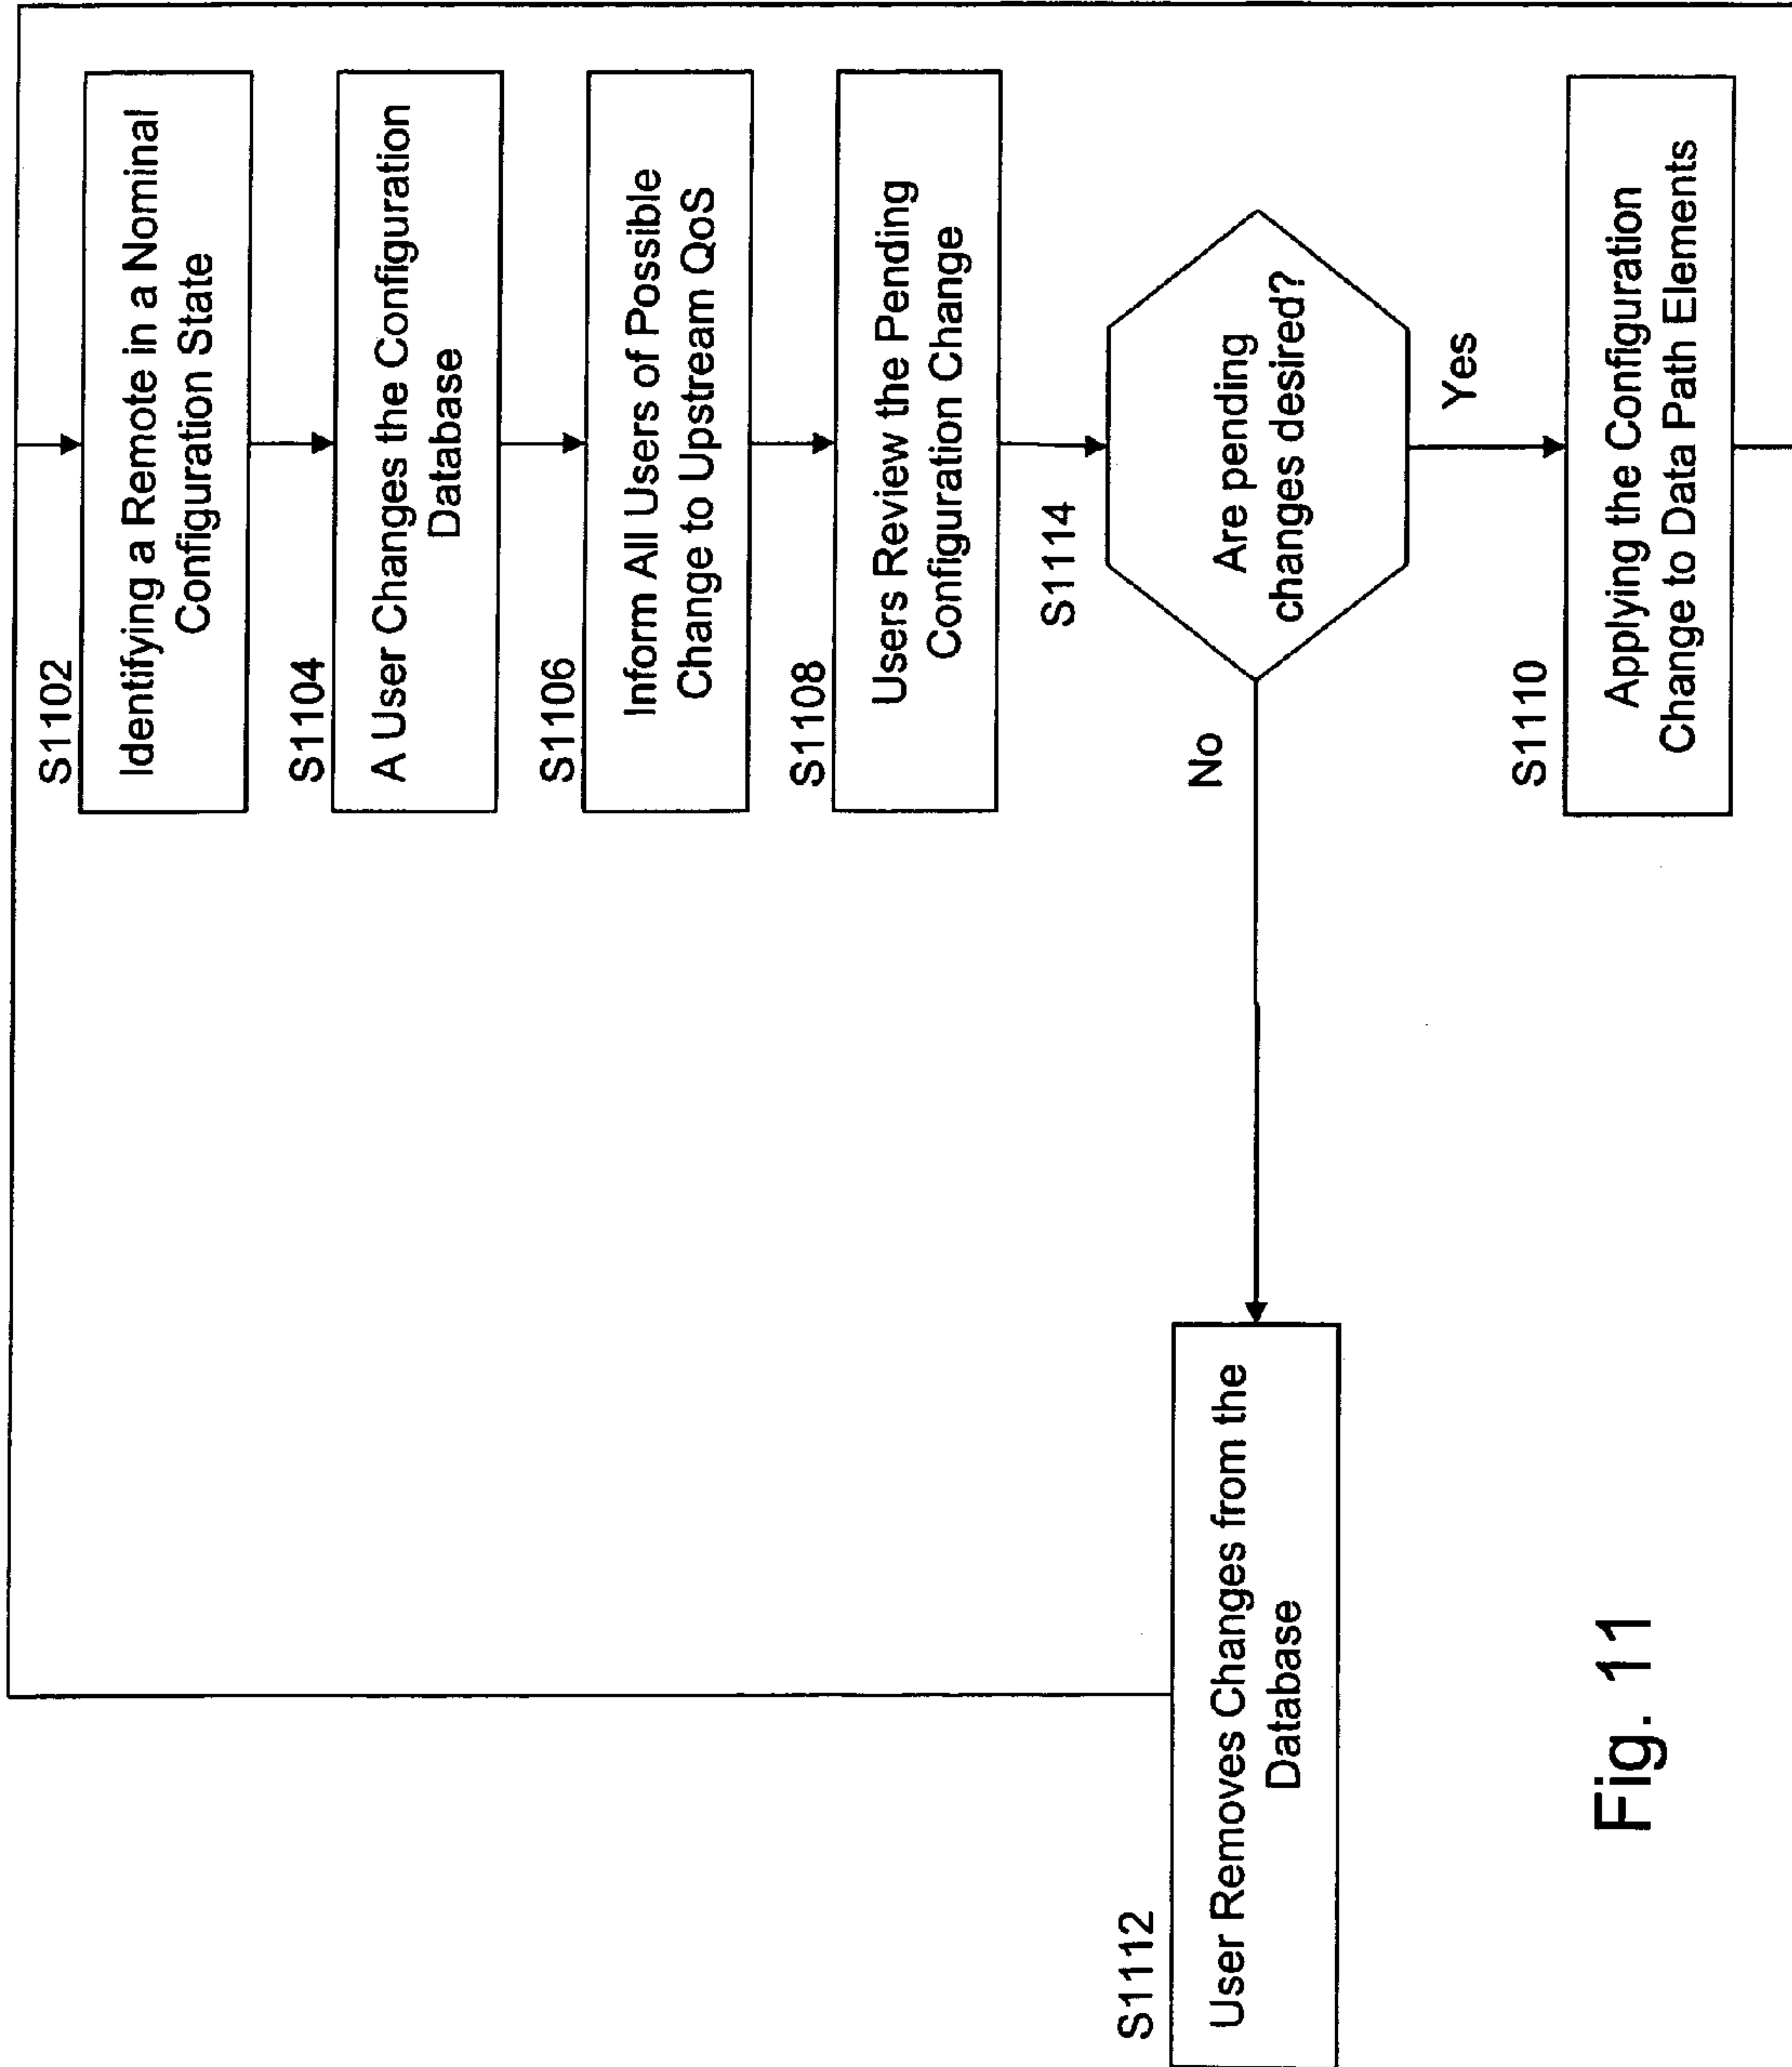 S1102
Identifying a Remote in a Nominal
Configuration State
S1104
A User Changes the Configuration
Database
S1106
Inform All Users of Possible
Change to Upstream QoS
S1108
Users Review the Pending
Configuration Change
S1114
Are pending
changes desired?
No
Yes
S1112
User Removes Changes from the
Database
S1110
Applying the Configuration
Change to Data Path Elements
Fig. 11